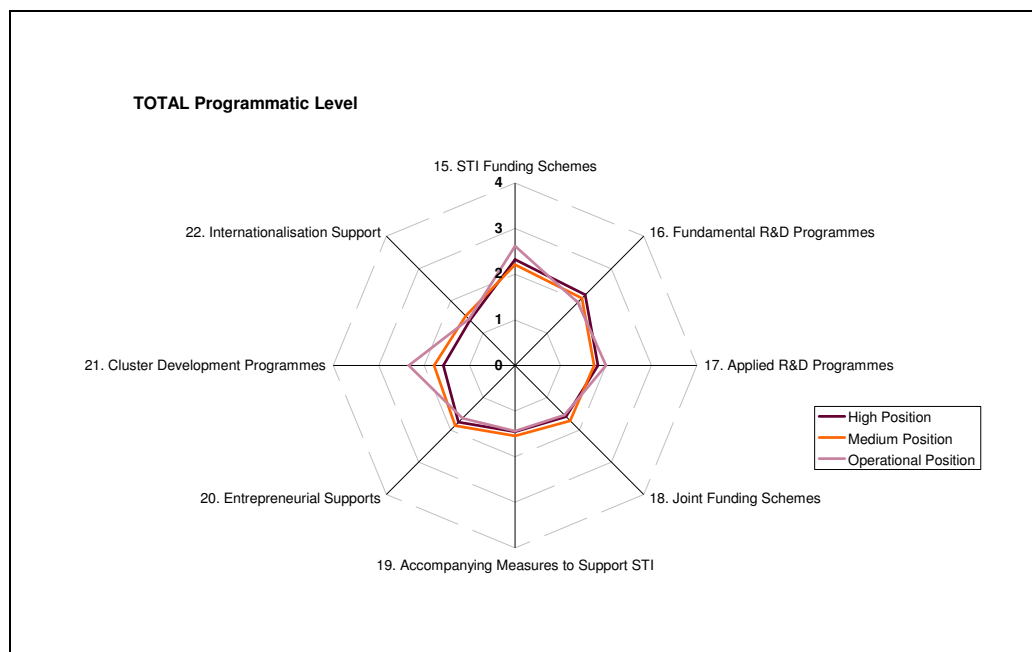 TOTAL Programmatic Level
15. STI Funding Schemes
4
22. Internationalisation Support
16. Fundamental R&D Programmes
3
2
1
21. Cluster Development Programmes
0
17. Applied R&D Programmes
High Position
Medium Position
Operational Position
20. Entrepreneurial Supports
18. Joint Funding Schemes
19. Accompanying Measures to Support STI